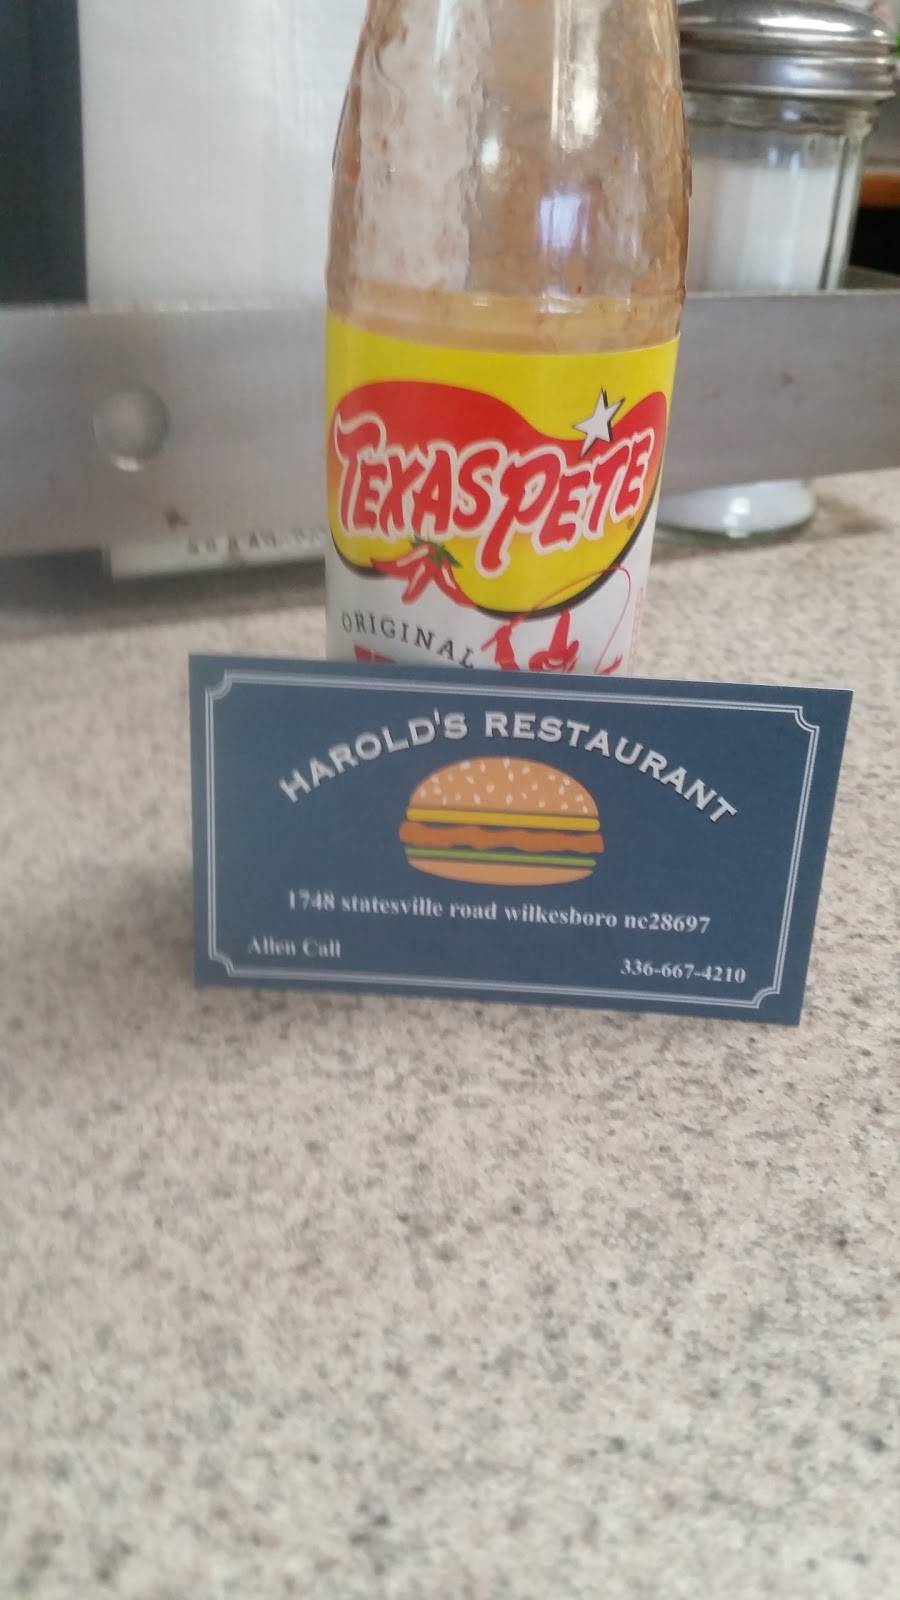 TEXAS PETE
ORIGINAL
HAROLD'S RESTAURANT
1748 statesville road wilkesboro nc28697
Allen Call
336-667-4210